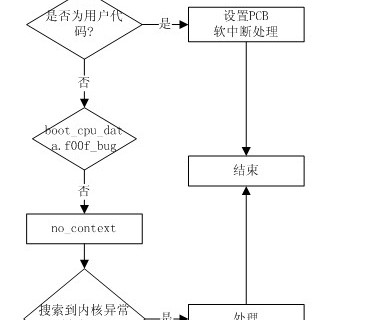 是否为用户代
码?
是
设置PCB
软中断处理
否
boot_cpu_dat
a.f00f_bug
结束
否
no_context
搜索到内核异常
是
处理